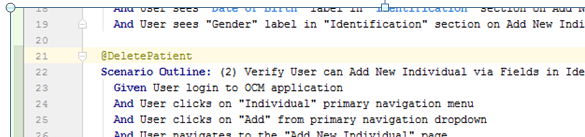 18 And User sees "Date of Birth" label in "Identification" section on Add New
19 And User sees "Gender" label in "Identification" section on Add New Indi
20
21 @DeletePatient
22 Scenario Outline: (2) Verify User can Add New Individual via Fields in Ide
23 Given User login to OCM application
24 And User clicks on "Individual" primary navigation menu
25 And User clicks on "Add" from primary navigation dropdown
26 And User navigates to the "Add New Individual" page